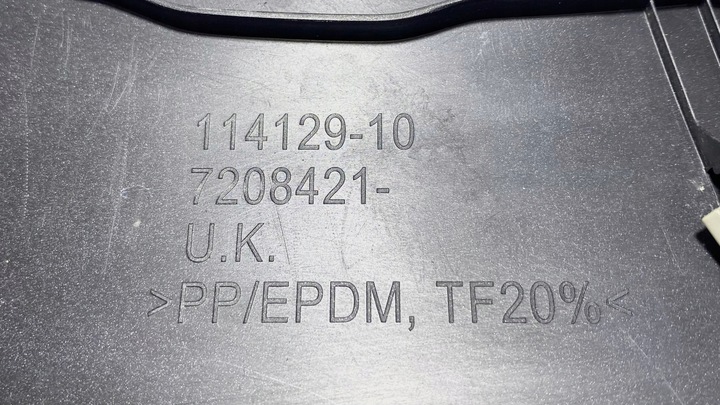 114129-10
7208421-
U.K.
>PP/EPDM, TF20%<